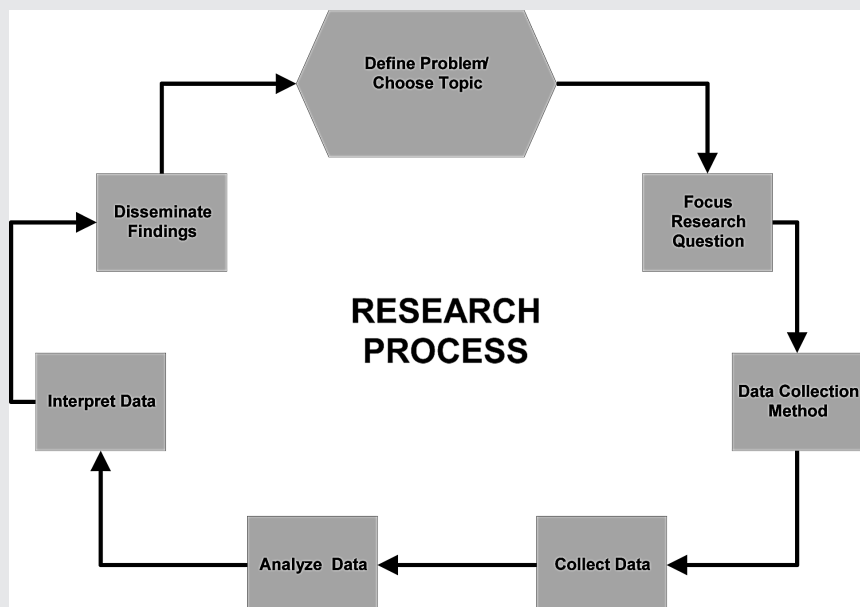 Define Problem/
Choose Topic
Focus
Research
Question
Data Collection
Method
Collect Data
Analyze  Data
Interpret Data
Disseminate
Findings
RESEARCH
PROCESS